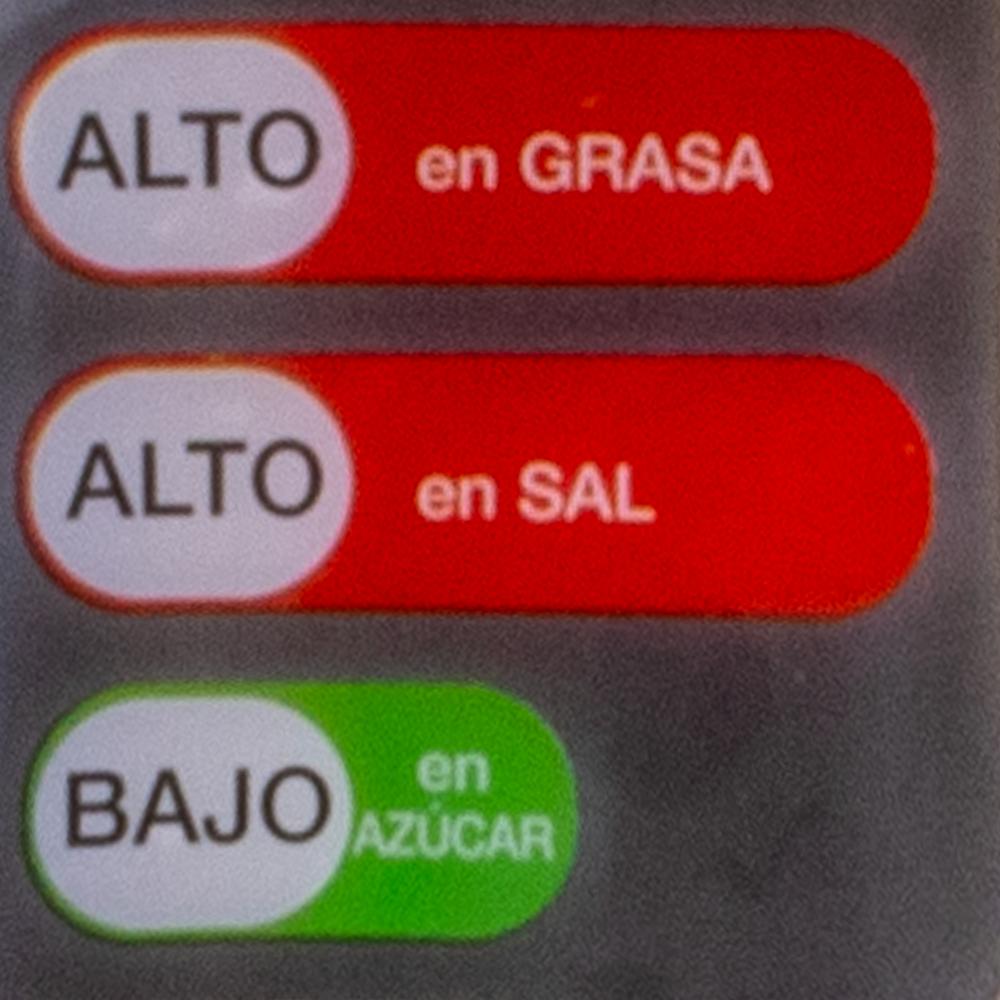 ALTO en GRASA
ALTO en SAL
BAJO en
AZÚCAR